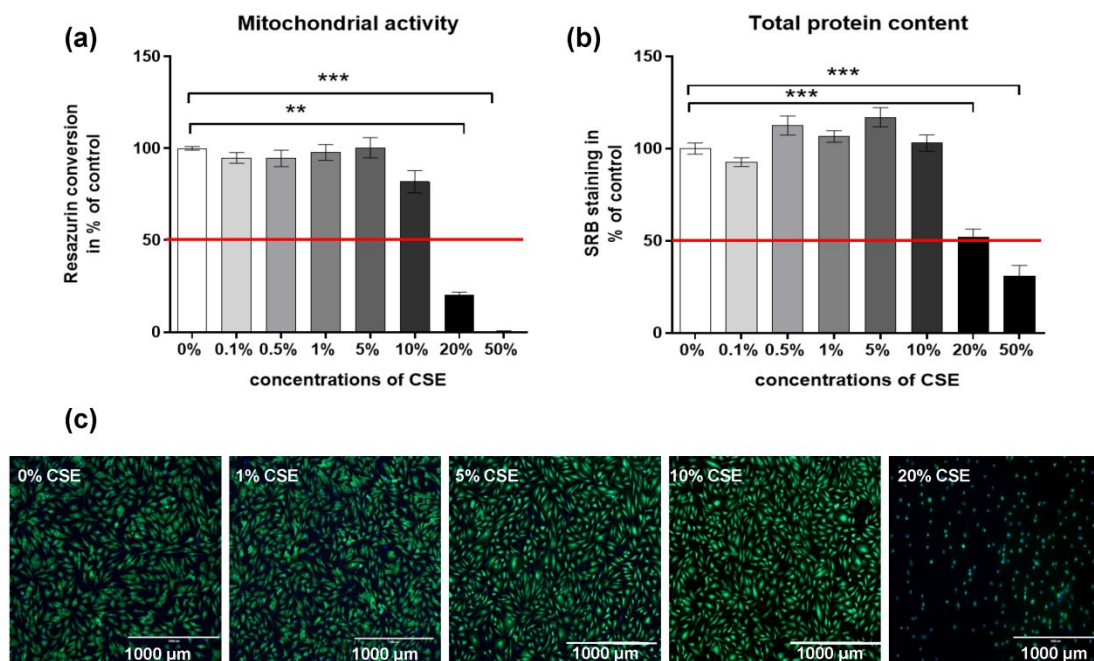 (a)
Mitochondrial activity
Resazurin conversion
in % of control
150
100
50
0
***
**
0% 0.1% 0.5% 1% 5% 10% 20% 50%
concentrations of CSE
(b)
Total protein content
SRB staining in
% of control
150
100
50
0
***
***
0% 0.1% 0.5% 1% 5% 10% 20% 50%
concentrations of CSE
(c)
0% CSE
1000 µm
1% CSE
1000 µm
5% CSE
1000 µm
10% CSE
1000 µm
20% CSE
1000 µm